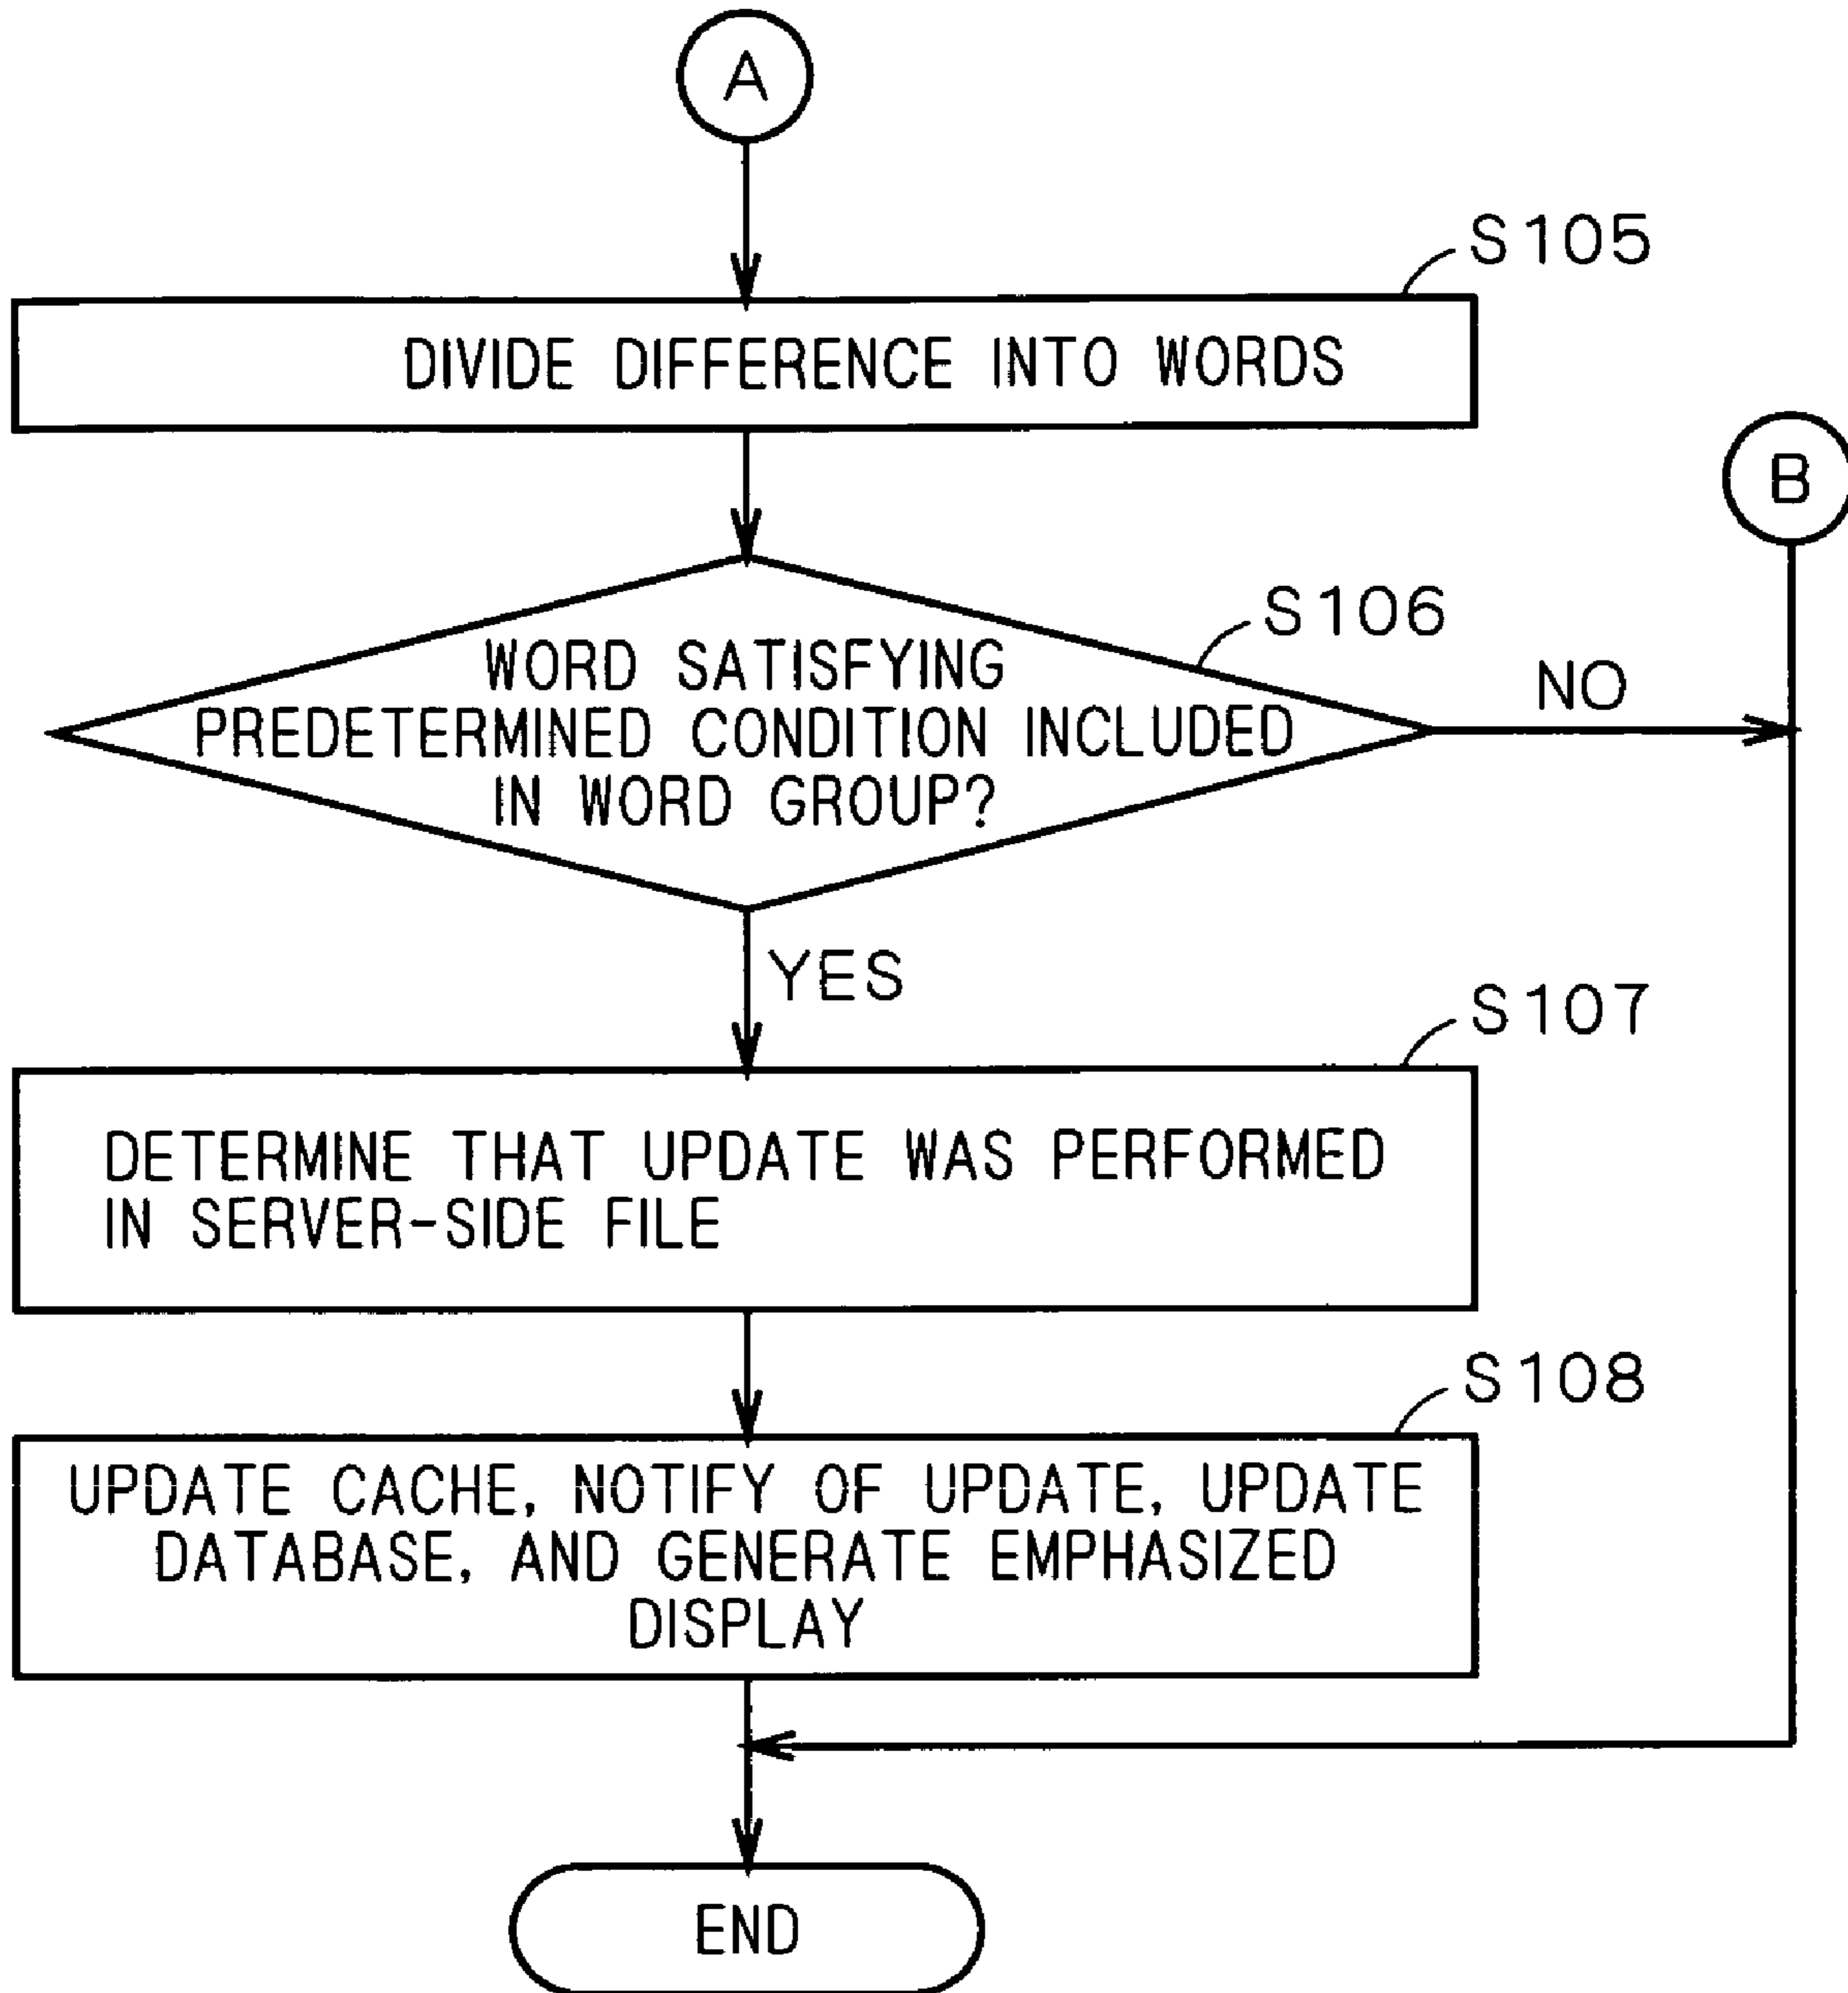 A
S105
DIVIDE DIFFERENCE INTO WORDS
B
S106
WORD SATISFYING
PREDETERMINED CONDITION INCLUDED
IN WORD GROUP?
NO
YES
S107
DETERMINE THAT UPDATE WAS PERFORMED
IN SERVER-SIDE FILE
S108
UPDATE CACHE, NOTIFY OF UPDATE, UPDATE
DATABASE, AND GENERATE EMPHASIZED
DISPLAY
END